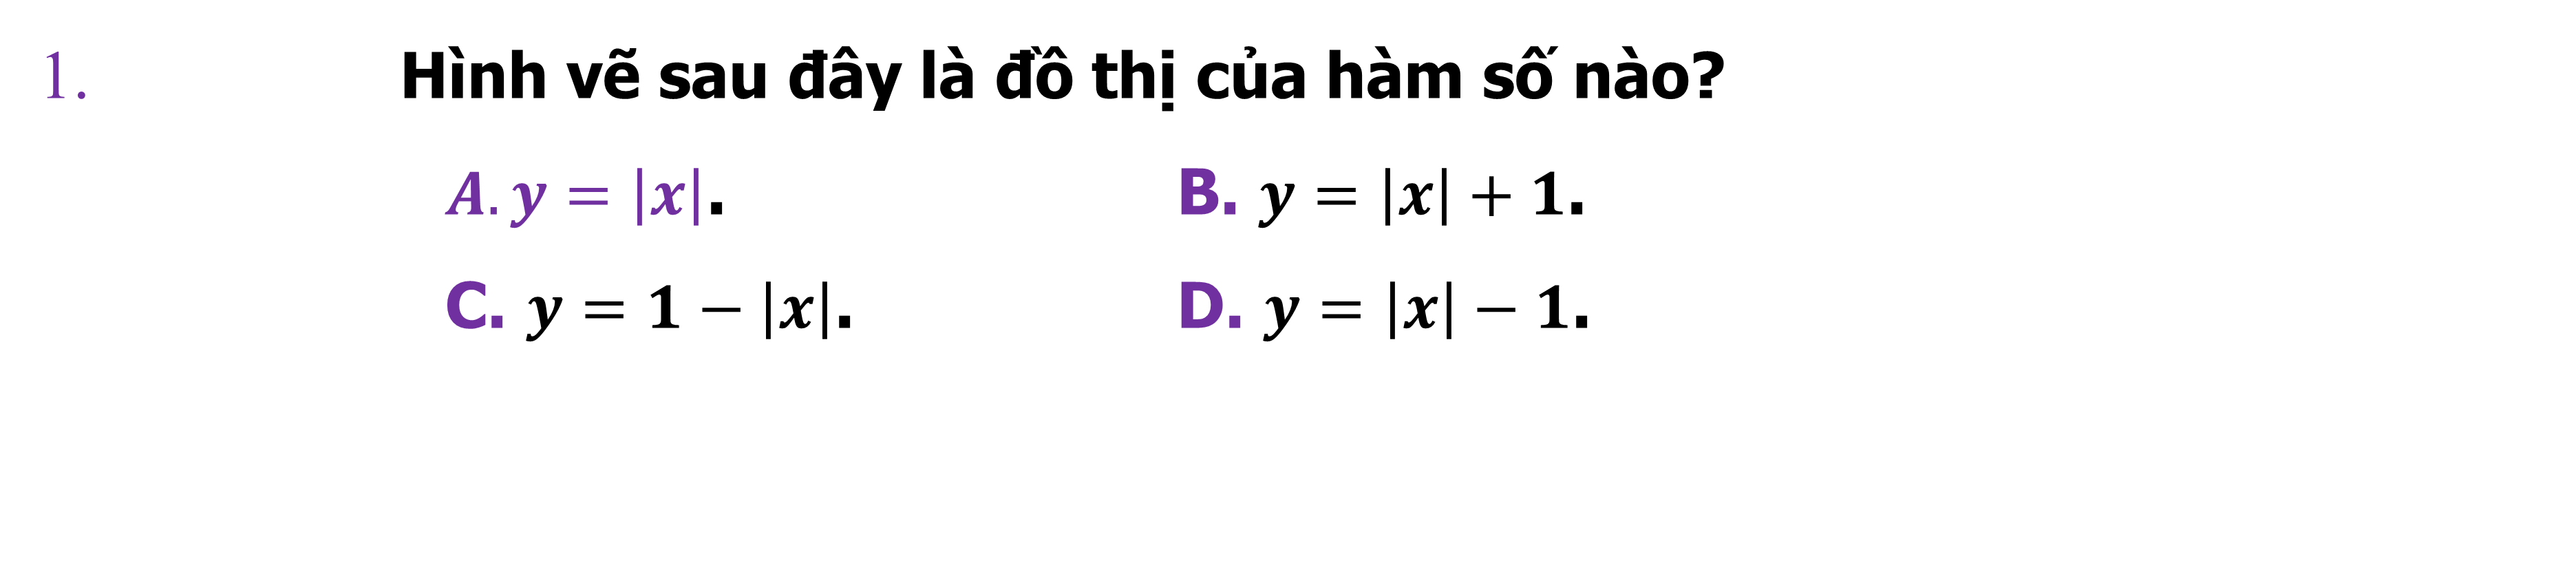 1. Hình vẽ sau đây là đồ thị của hàm số nào?
A. y = |x|. B. y = |x| + 1.
C. y = 1 − |x|. D. y = |x| − 1.